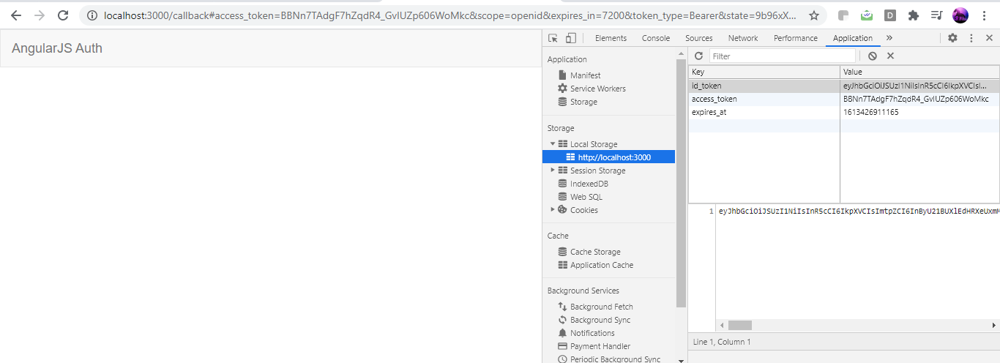 localhost:3000/callback#access_token=BBNn7TAdgF7hZqdR4_GvIUZp606WoMkc&scope=openid&expires_in=7200&token_type=Bearer&state=9b96xX...
AngularJS Auth
Elements Console Sources Network Performance Application »
Application
Manifest
Service Workers
Storage
Storage
Local Storage
http://localhost:3000
Session Storage
IndexedDB
Web SQL
Cookies
Cache
Cache Storage
Application Cache
Background Services
Background Fetch
Background Sync
Notifications
Payment Handler
Periodic Background Sync
Filter
Key Value
id_token eyJhbGciOiJSUzI1NiIsInR5cCI6IkpXVCIsI...
access_token BBNn7TAdgF7hZqdR4_GvIUZp606WoMkc
expires_at 1613426911165
1 eyJhbGciOiJSUzI1NiIsInR5cCI6IkpXVCIsImtpZCI6InByU21BUXlEdHRXeUxmM
Line 1, Column 1